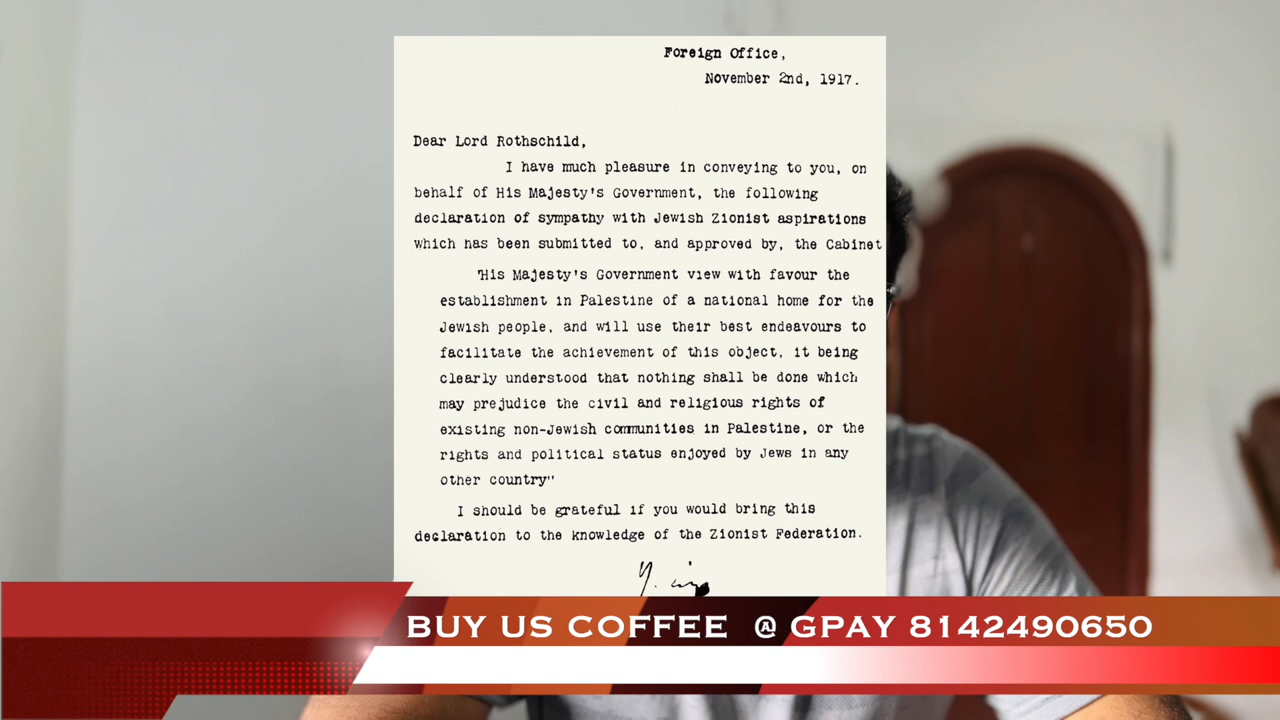 Foreign Office,
November 2nd, 1917.
Dear Lord Rothschild,
I have much pleasure in conveying to you, on
behalf of His Majesty's Government, the following
declaration of sympathy with Jewish Zionist aspirations
which has been submitted to, and approved by, the Cabinet
"His Majesty's Government view with favour the
establishment in Palestine of a national home for the
Jewish people, and will use their best endeavours to
facilitate the achievement of this object, it being
clearly understood that nothing shall be done which
may prejudice the civil and religious rights of
existing non-Jewish communities in Palestine, or the
rights and political status enjoyed by Jews in any
other country"
I should be grateful if you would bring this
declaration to the knowledge of the Zionist Federation.
BUY US COFFEE @ GPAY 8142490650